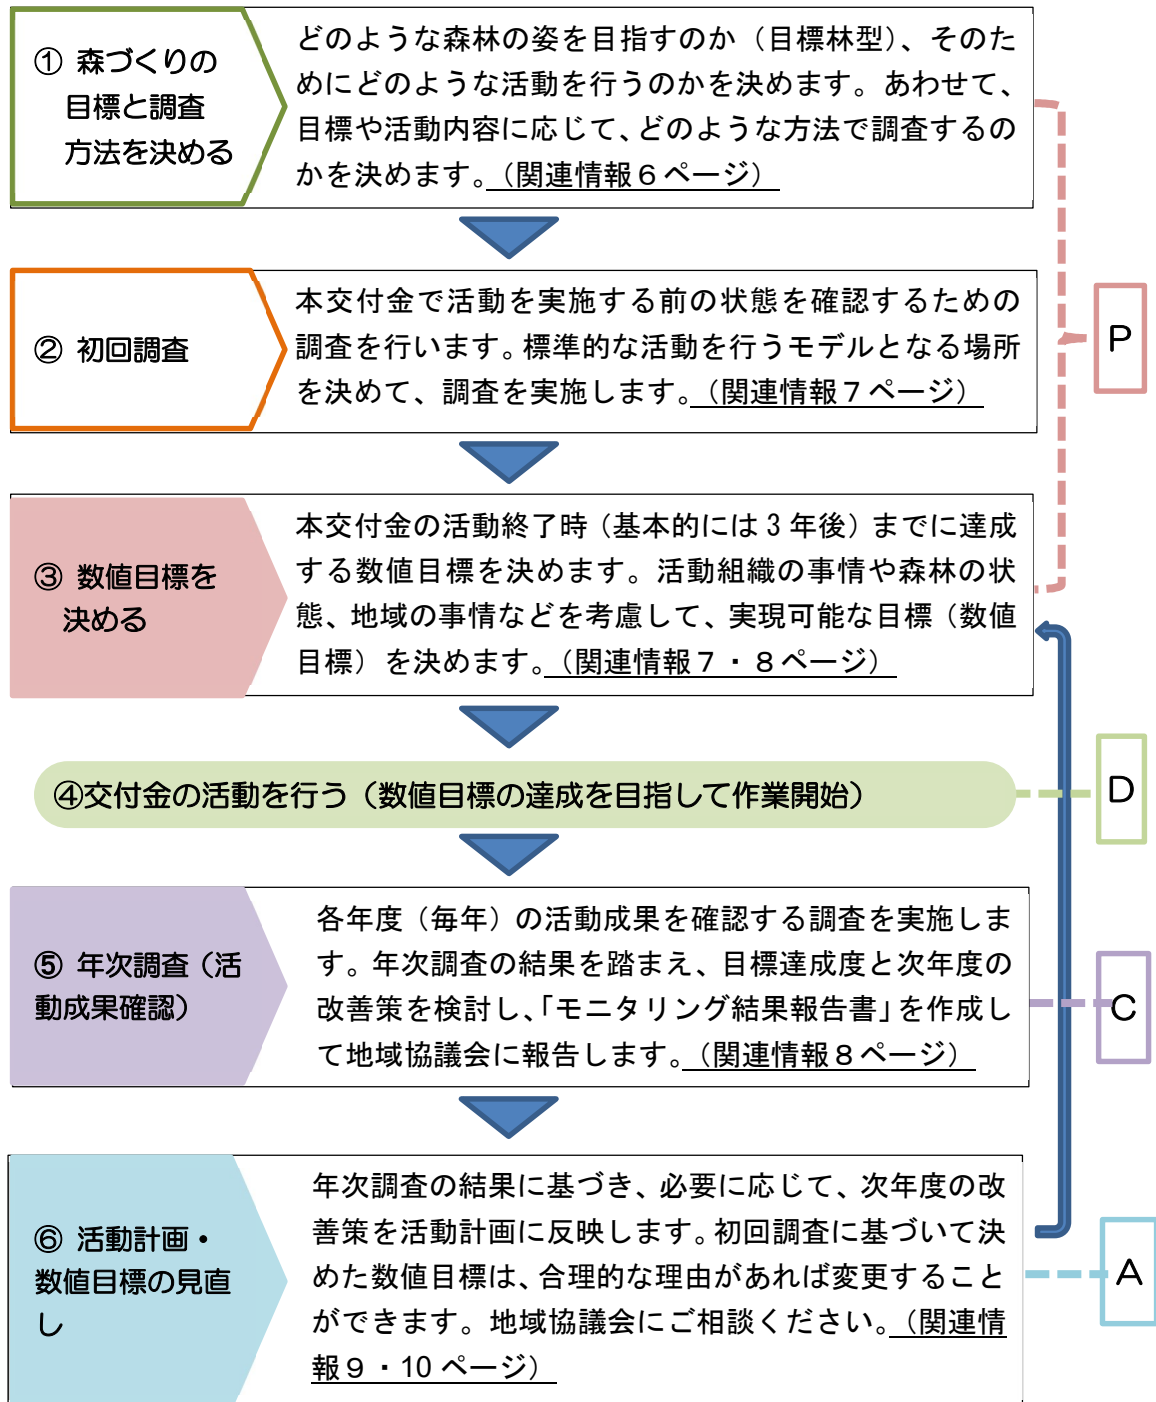 ① 森づくりの
目標と調査
方法を決める
どのような森林の姿を目指すのか（目標林型）、そのた
めにどのような活動を行うのかを決めます。あわせて、
目標や活動内容に応じて、どのような方法で調査するの
かを決めます。（関連情報６ページ）
② 初回調査
本交付金で活動を実施する前の状態を確認するための
調査を行います。標準的な活動を行うモデルとなる場所
を決めて、調査を実施します。（関連情報７ページ）
P
③ 数値目標を
決める
本交付金の活動終了時（基本的には 3 年後）までに達成
する数値目標を決めます。活動組織の事情や森林の状
態、地域の事情などを考慮して、実現可能な目標（数値
目標）を決めます。（関連情報７・８ページ）
④交付金の活動を行う（数値目標の達成を目指して作業開始）
D
⑤ 年次調査（活
動成果確認）
各年度（毎年）の活動成果を確認する調査を実施しま
す。年次調査の結果を踏まえ、目標達成度と次年度の
改善策を検討し、「モニタリング結果報告書」を作成し
て地域協議会に報告します。（関連情報８ページ）
C
⑥ 活動計画・
数値目標の見直
し
年次調査の結果に基づき、必要に応じて、次年度の改
善策を活動計画に反映します。初回調査に基づいて決
めた数値目標は、合理的な理由があれば変更すること
ができます。地域協議会にご相談ください。（関連情
報９・10 ページ）
A